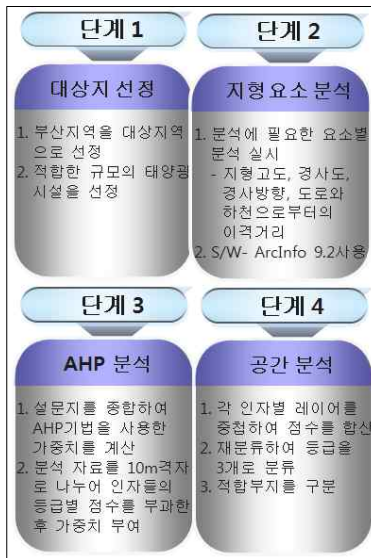 단계 1
대상지 선정
1. 부산지역을 대상지역
으로 선정
2. 적합한 규모의 태양광
시설을 선정
단계 2
지형 요소 분석
1. 분석에 필요한 요소별
분석 실시
- 지형고도, 경사도,
경사방향, 도로와
하천으로부터의
이격거리
2. S/W- ArcInfo 9.2사용
단계 3
AHP 분석
1. 설문지를 종합하여
AHP기법을 사용한
가중치를 계산
2. 분석 자료를 10m격자
로 나누어 인자들의
등급별 점수를 부과한
후 가중치 부여
단계 4
공간 분석
1. 각 인자별 레이어를
중첩하여 점수를 합산
2. 재분류하여 등급을
3개로 분류
3. 적합부지를 구분